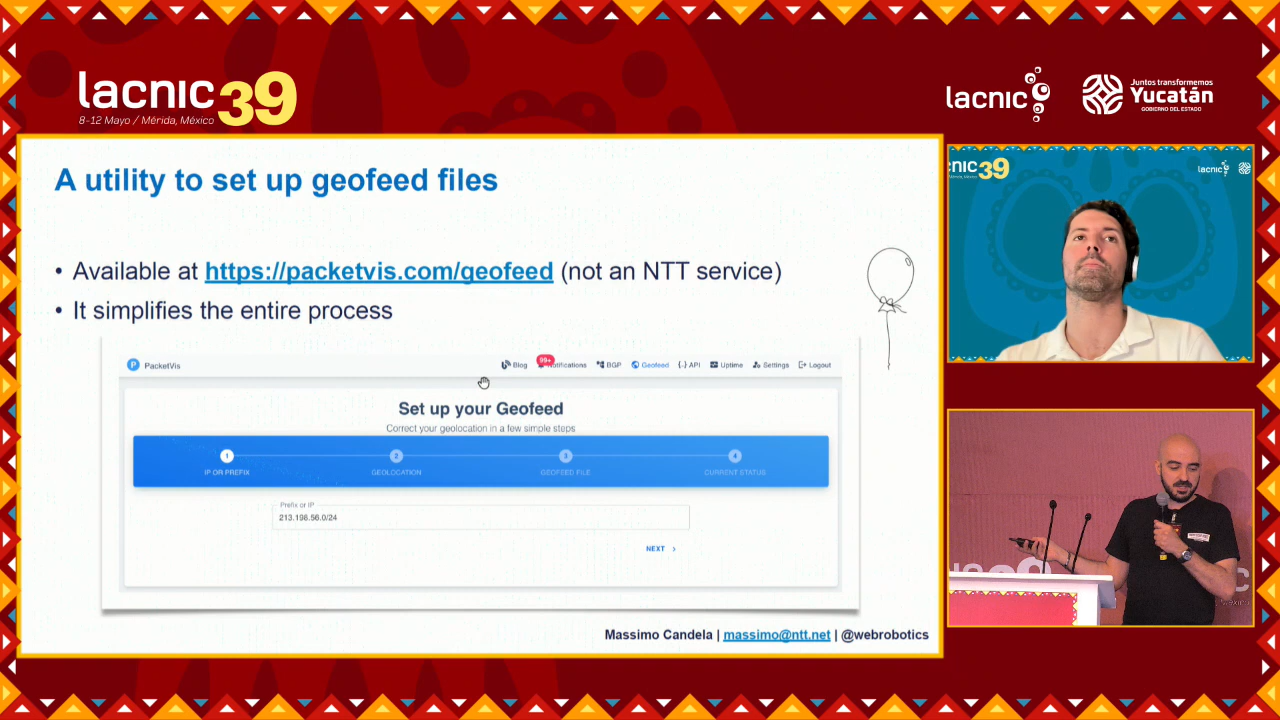 lacnic 39
8-12 Mayo / Mérida, México
lacnic
Juntos transformemos
Yucatán
GOBIERNO DEL ESTADO
A utility to set up geofeed files
• Available at https://packetvis.com/geofeed (not an NTT service)
• It simplifies the entire process
P PacketVis
Blog 99+ Notifications BGP Geofeed {..} API Uptime Settings Logout
Set up your Geofeed
Correct your geolocation in a few simple steps
1 2 3 4
IP OR PREFIX GEOLOCATION GEOFEED FILE CURRENT STATUS
Prefix or IP
213.198.56.0/24
NEXT >
Massimo Candela | massimo@ntt.net | @webrobotics
cnic 39
lacnic